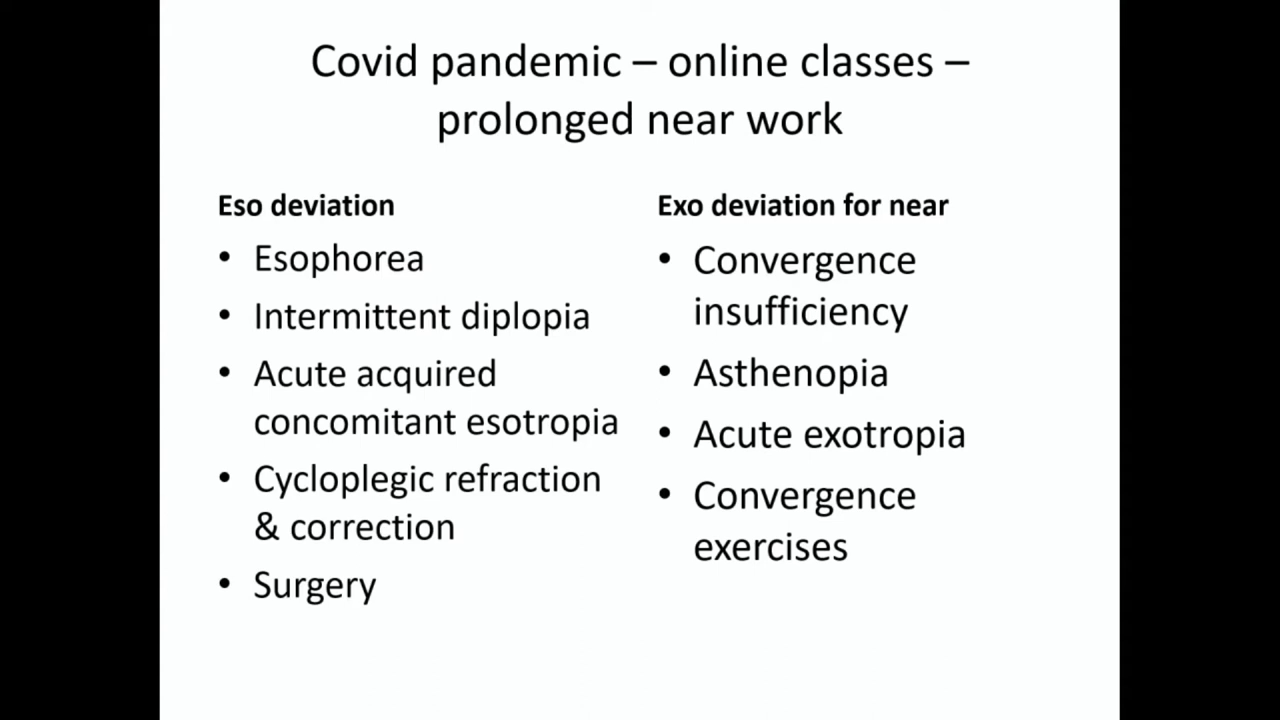 Covid pandemic – online classes –
prolonged near work
Eso deviation
• Esophorea
• Intermittent diplopia
• Acute acquired
concomitant esotropia
• Cycloplegic refraction
& correction
• Surgery
Exo deviation for near
• Convergence
insufficiency
• Asthenopia
• Acute exotropia
• Convergence
exercises